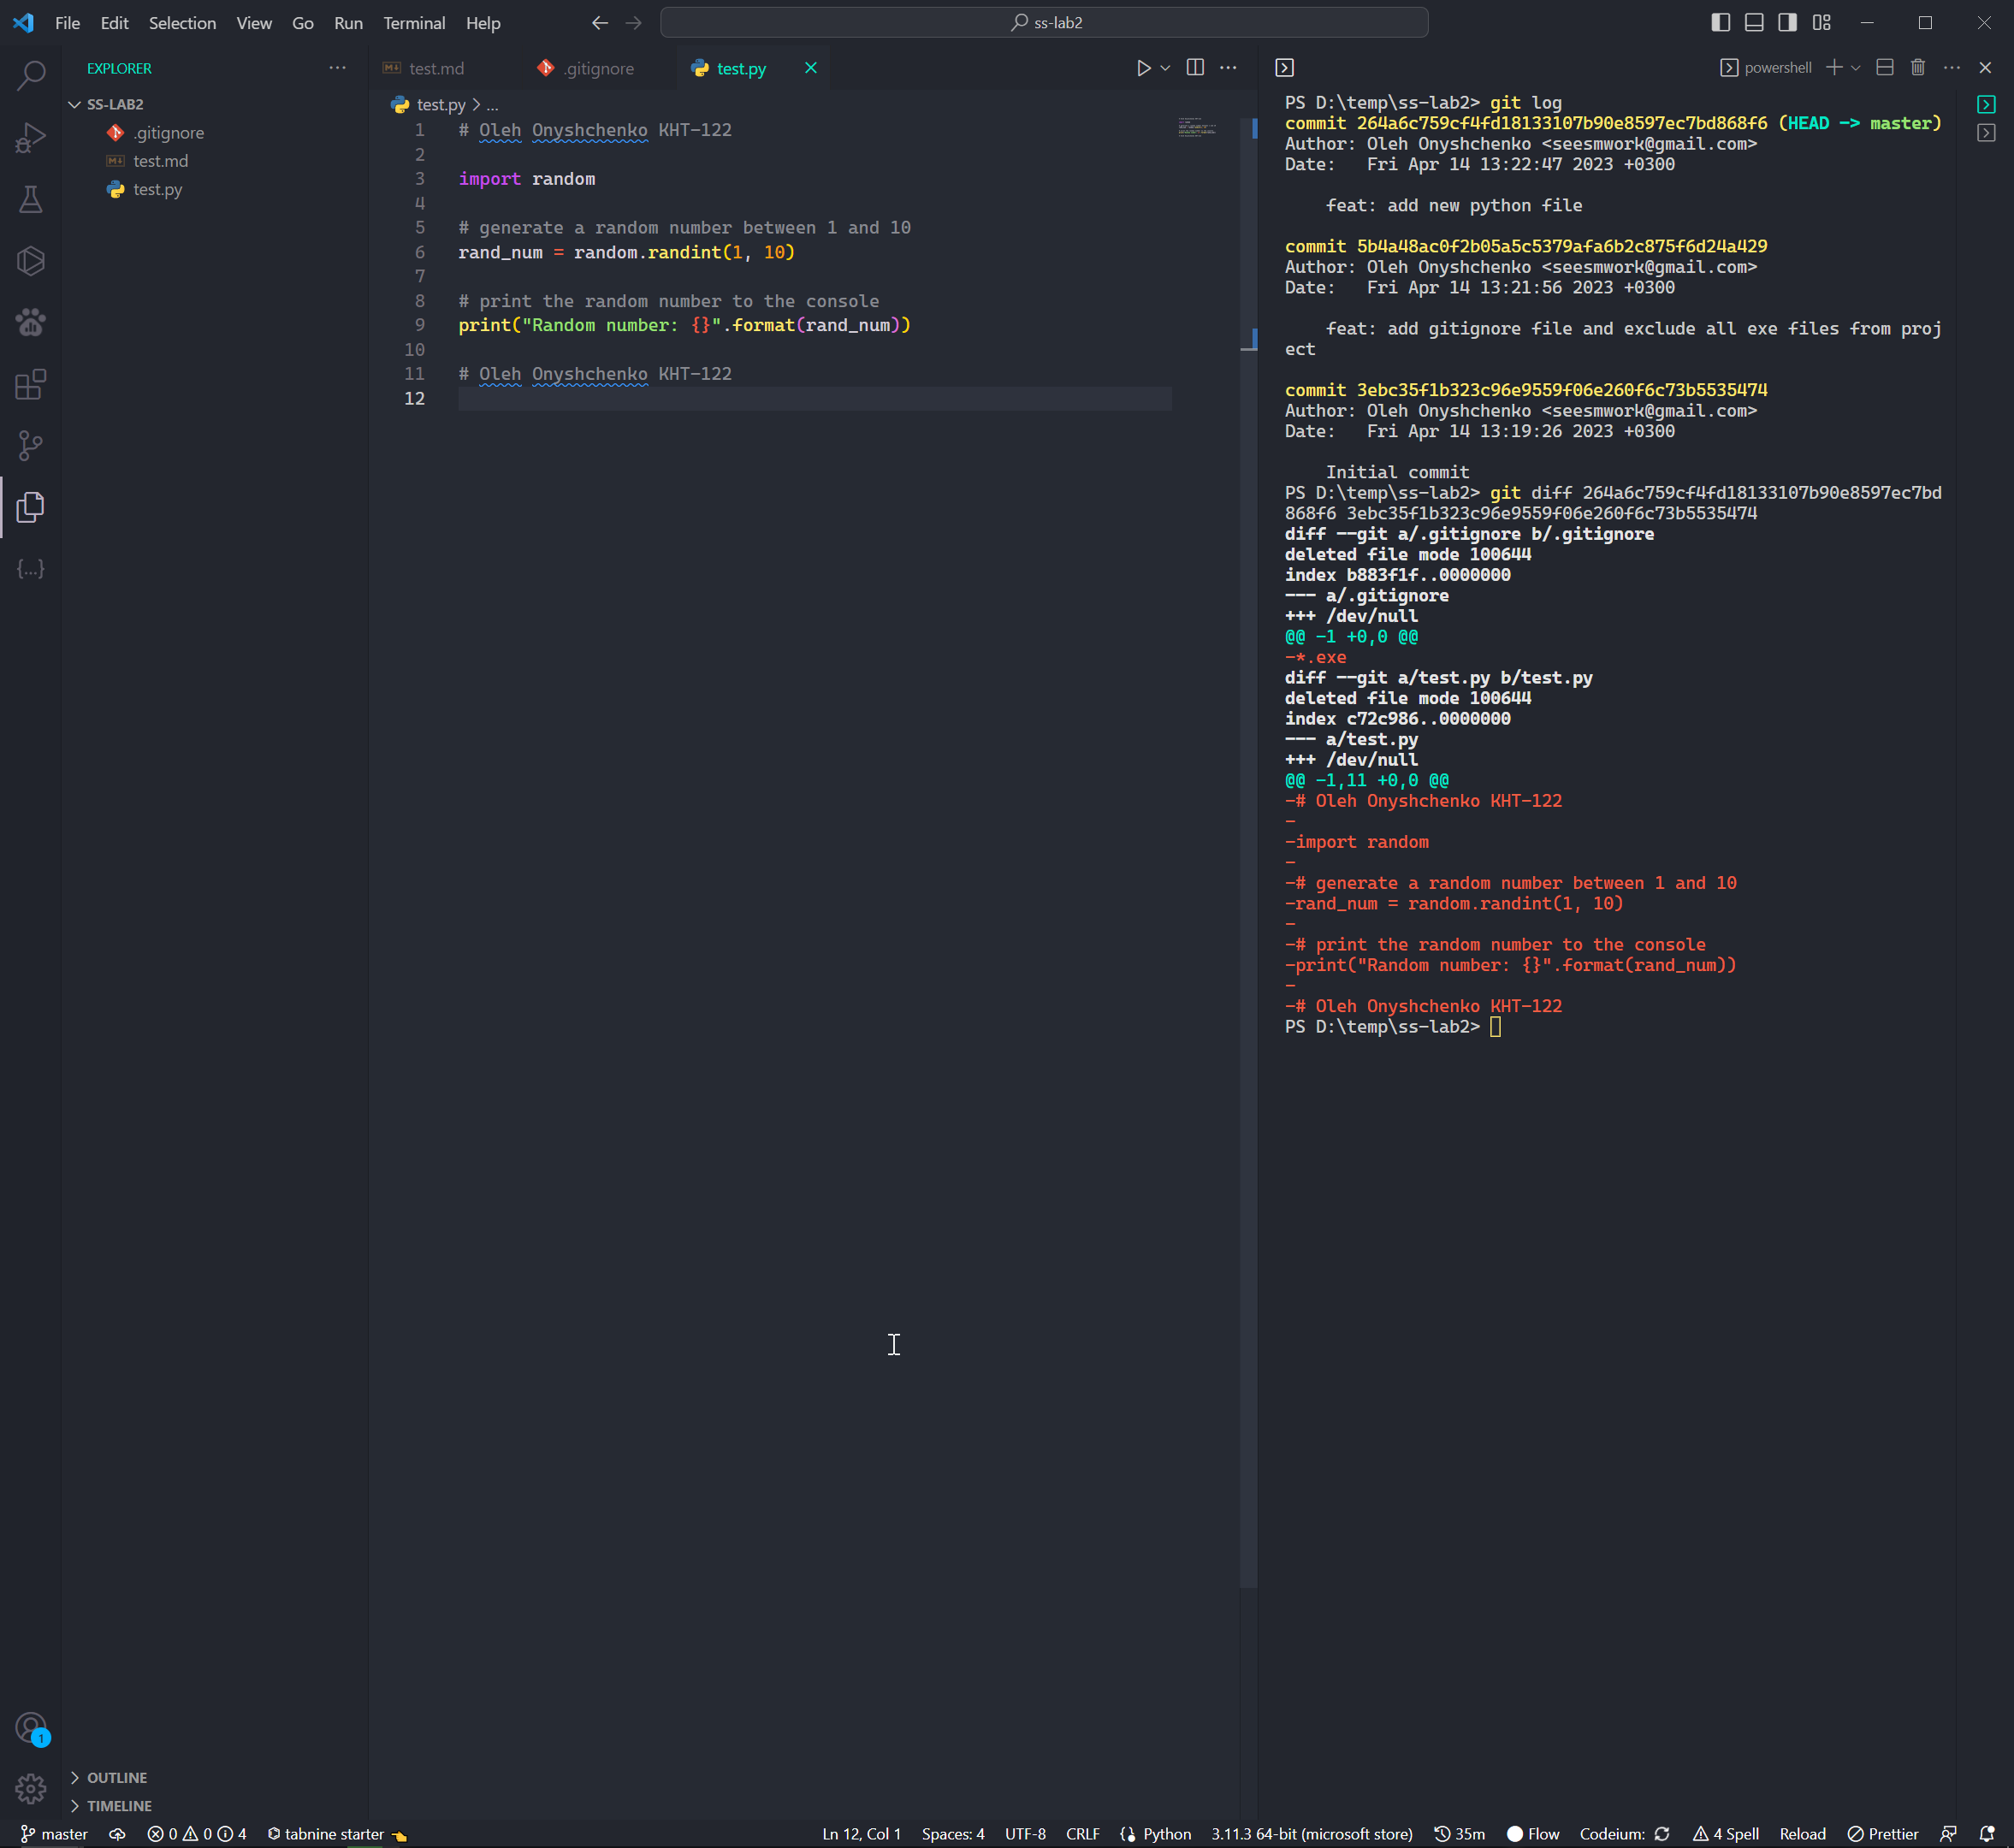 File Edit Selection View Go Run Terminal Help
ss-lab2
EXPLORER
SS-LAB2
.gitignore
test.md
test.py
OUTLINE
TIMELINE
test.md .gitignore test.py
test.py > ...
1 # Oleh Onyshchenko KHT-122
2
3 import random
4
5 # generate a random number between 1 and 10
6 rand_num = random.randint(1, 10)
7
8 # print the random number to the console
9 print("Random number: {}".format(rand_num))
10
11 # Oleh Onyshchenko KHT-122
12
powershell
PS D:\temp\ss-lab2> git log
commit 264a6c759cf4fd18133107b90e8597ec7bd868f6 (HEAD -> master)
Author: Oleh Onyshchenko <seesmwork@gmail.com>
Date:   Fri Apr 14 13:22:47 2023 +0300
feat: add new python file
commit 5b4a48ac0f2b05a5c5379afa6b2c875f6d24a429
Author: Oleh Onyshchenko <seesmwork@gmail.com>
Date:   Fri Apr 14 13:21:56 2023 +0300
feat: add gitignore file and exclude all exe files from proj
ect
commit 3ebc35f1b323c96e9559f06e260f6c73b5535474
Author: Oleh Onyshchenko <seesmwork@gmail.com>
Date:   Fri Apr 14 13:19:26 2023 +0300
Initial commit
PS D:\temp\ss-lab2> git diff 264a6c759cf4fd18133107b90e8597ec7bd
868f6 3ebc35f1b323c96e9559f06e260f6c73b5535474
diff --git a/.gitignore b/.gitignore
deleted file mode 100644
index b883f1f..0000000
--- a/.gitignore
+++ /dev/null
@@ -1 +0,0 @@
-*.exe
diff --git a/test.py b/test.py
deleted file mode 100644
index c72c986..0000000
--- a/test.py
+++ /dev/null
@@ -1,11 +0,0 @@
-# Oleh Onyshchenko KHT-122
-
-import random
-
-# generate a random number between 1 and 10
-rand_num = random.randint(1, 10)
-
-# print the random number to the console
-print("Random number: {}".format(rand_num))
-
-# Oleh Onyshchenko KHT-122
PS D:\temp\ss-lab2>
1
master 0 0 4 tabnine starter Ln 12, Col 1 Spaces: 4 UTF-8 CRLF Python 3.11.3 64-bit (microsoft store) 35m Flow Codeium: 4 Spell Reload Prettier